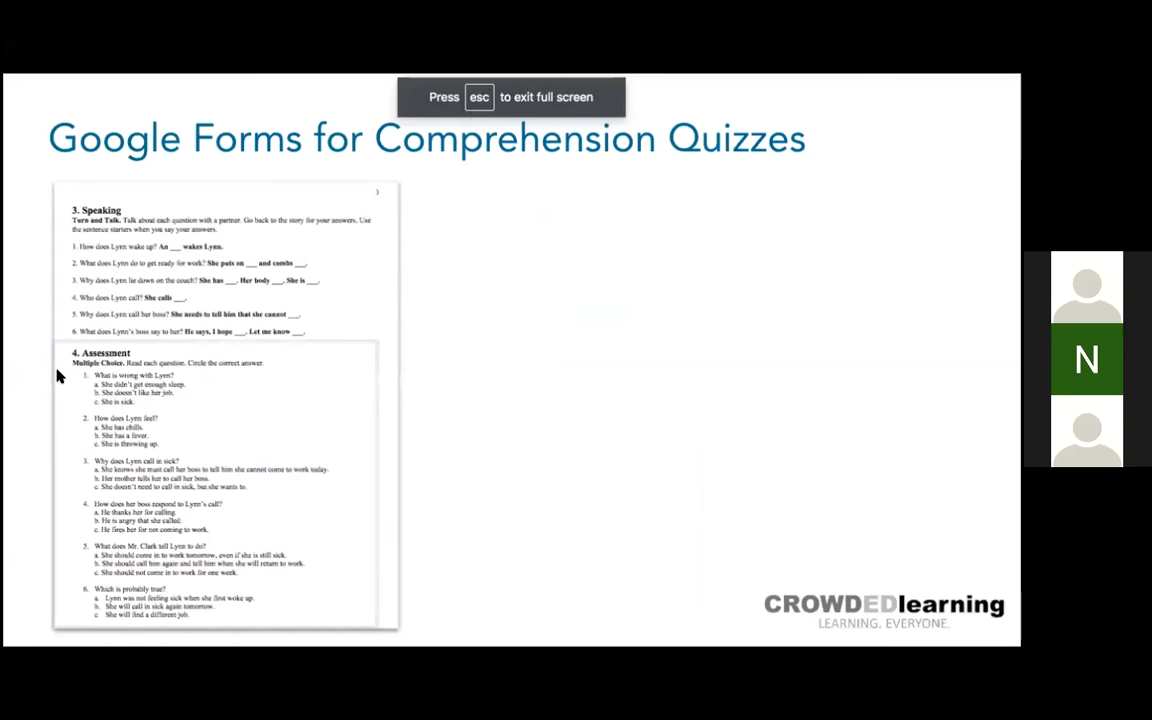 Press esc to exit full screen
Google Forms for Comprehension Quizzes
3
3. Speaking
Turn and Talk. Talk about each question with a partner. Go back to the story for your answers. Use
the sentence starters when you say your answers.
1. How does Lynn wake up? An ___ wakes Lynn.
2. What does Lynn do to get ready for work? She puts on ___ and combs ___.
3. Why does Lynn lie down on the couch? She has ___. Her body ___. She is ___.
4. Who does Lynn call? She calls ___.
5. Why does Lynn call her boss? She needs to tell him that she cannot ___.
6. What does Lynn's boss say to her? He says, I hope ___. Let me know ___.
4. Assessment
Multiple Choice. Read each question. Circle the correct answer.
1. What is wrong with Lynn?
a. She didn't get enough sleep.
b. She doesn't like her job.
c. She is sick.
2. How does Lynn feel?
a. She has chills.
b. She has a fever.
c. She is throwing up.
3. Why does Lynn call in sick?
a. She knows she must call her boss to tell him she cannot come to work today.
b. Her mother tells her to call her boss.
c. She doesn't need to call in sick, but she wants to.
4. How does her boss respond to Lynn's call?
a. He thanks her for calling.
b. He is angry that she called.
c. He fires her for not coming to work.
5. What does Mr. Clark tell Lynn to do?
a. She should come in to work tomorrow, even if she is still sick.
b. She should call him again and tell him when she will return to work.
c. She should not come in to work for one week.
6. Which is probably true?
a. Lynn was not feeling sick when she first woke up.
b. She will call in sick again tomorrow.
c. She will find a different job.
N
CROWDEDlearning
LEARNING. EVERYONE.